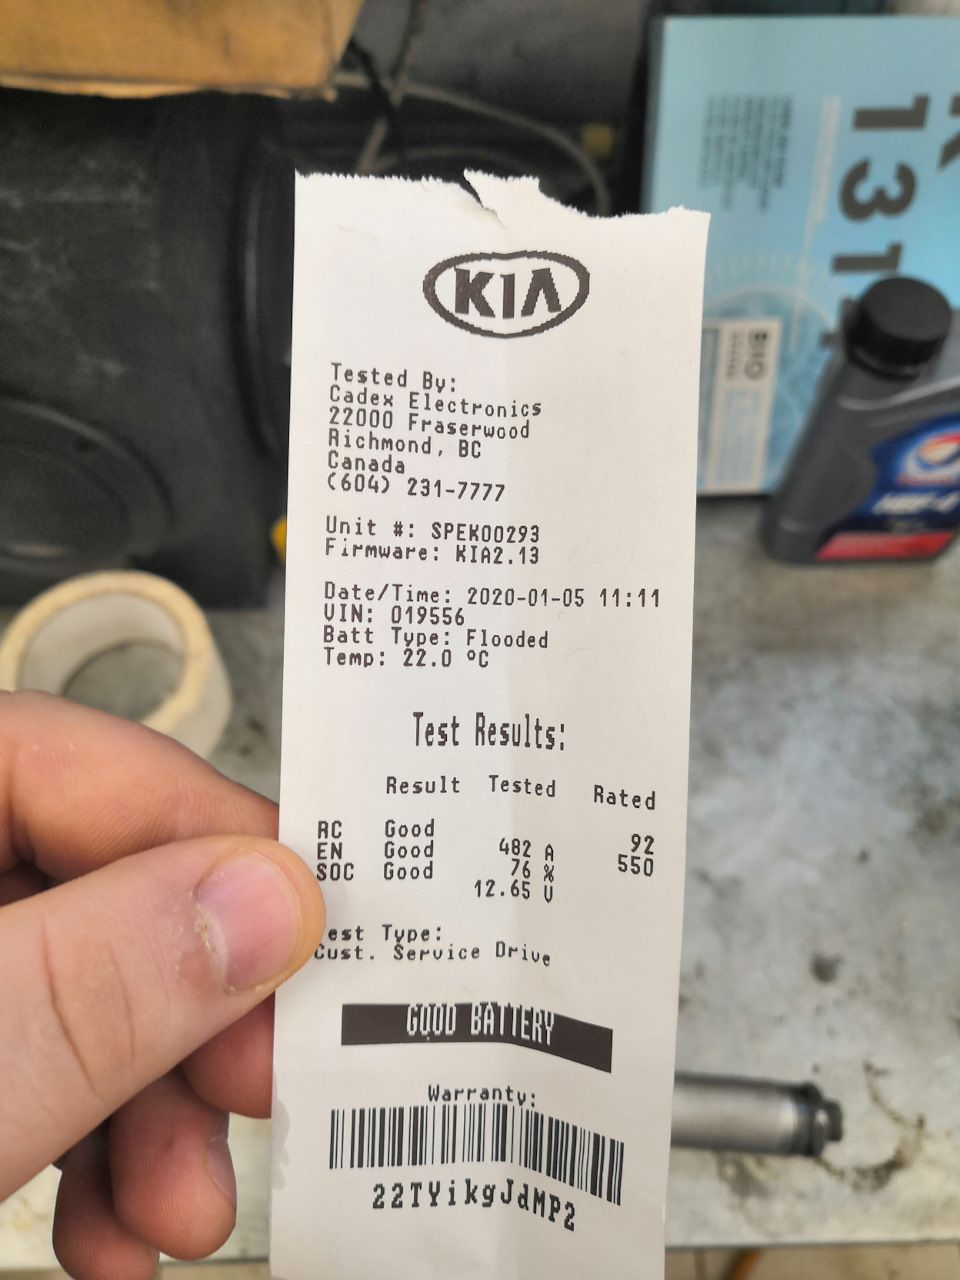 KIA
Tested By:
Cadex Electronics
22000 Fraserwood
Richmond, BC
Canada
(604) 231-7777
Unit #: SPEK00293
Firmware: KIA2.13
Date/Time: 2020-01-05 11:11
VIN: 019556
Batt Type: Flooded
Temp: 22.0 ºC
Test Results:
Result Tested Rated
RC Good 92
EN Good 482 A 550
SOC Good 76 %
12.65 V
est Type:
Cust. Service Drive
GOOD BATTERY
Warranty:
22TYikgJdMP2
131